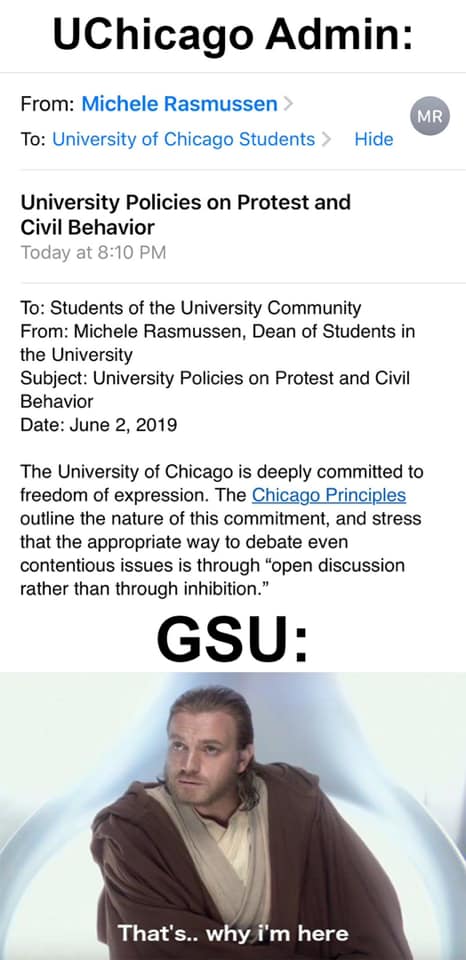 UChicago Admin:
From: Michele Rasmussen >
MR
To: University of Chicago Students > Hide
University Policies on Protest and
Civil Behavior
Today at 8:10 PM
To: Students of the University Community
From: Michele Rasmussen, Dean of Students in
the University
Subject: University Policies on Protest and Civil
Behavior
Date: June 2, 2019
The University of Chicago is deeply committed to
freedom of expression. The Chicago Principles
outline the nature of this commitment, and stress
that the appropriate way to debate even
contentious issues is through “open discussion
rather than through inhibition.”
GSU:
That's.. why i'm here